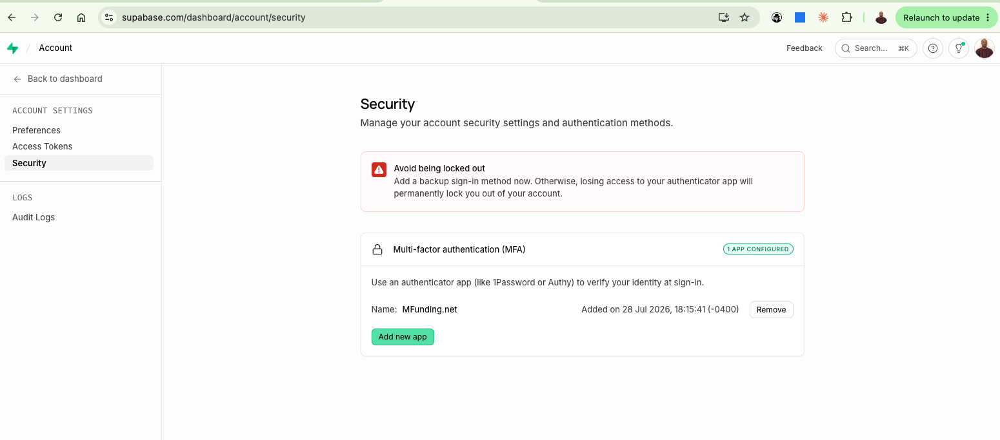 supabase.com/dashboard/account/security
Relaunch to update
Account
Feedback
Search...
⌘K
Back to dashboard
ACCOUNT SETTINGS
Preferences
Access Tokens
Security
LOGS
Audit Logs
Security
Manage your account security settings and authentication methods.
Avoid being locked out
Add a backup sign-in method now. Otherwise, losing access to your authenticator app will
permanently lock you out of your account.
Multi-factor authentication (MFA)
1 APP CONFIGURED
Use an authenticator app (like 1Password or Authy) to verify your identity at sign-in.
Name: MFunding.net
Added on 28 Jul 2026, 18:15:41 (-0400)
Remove
Add new app